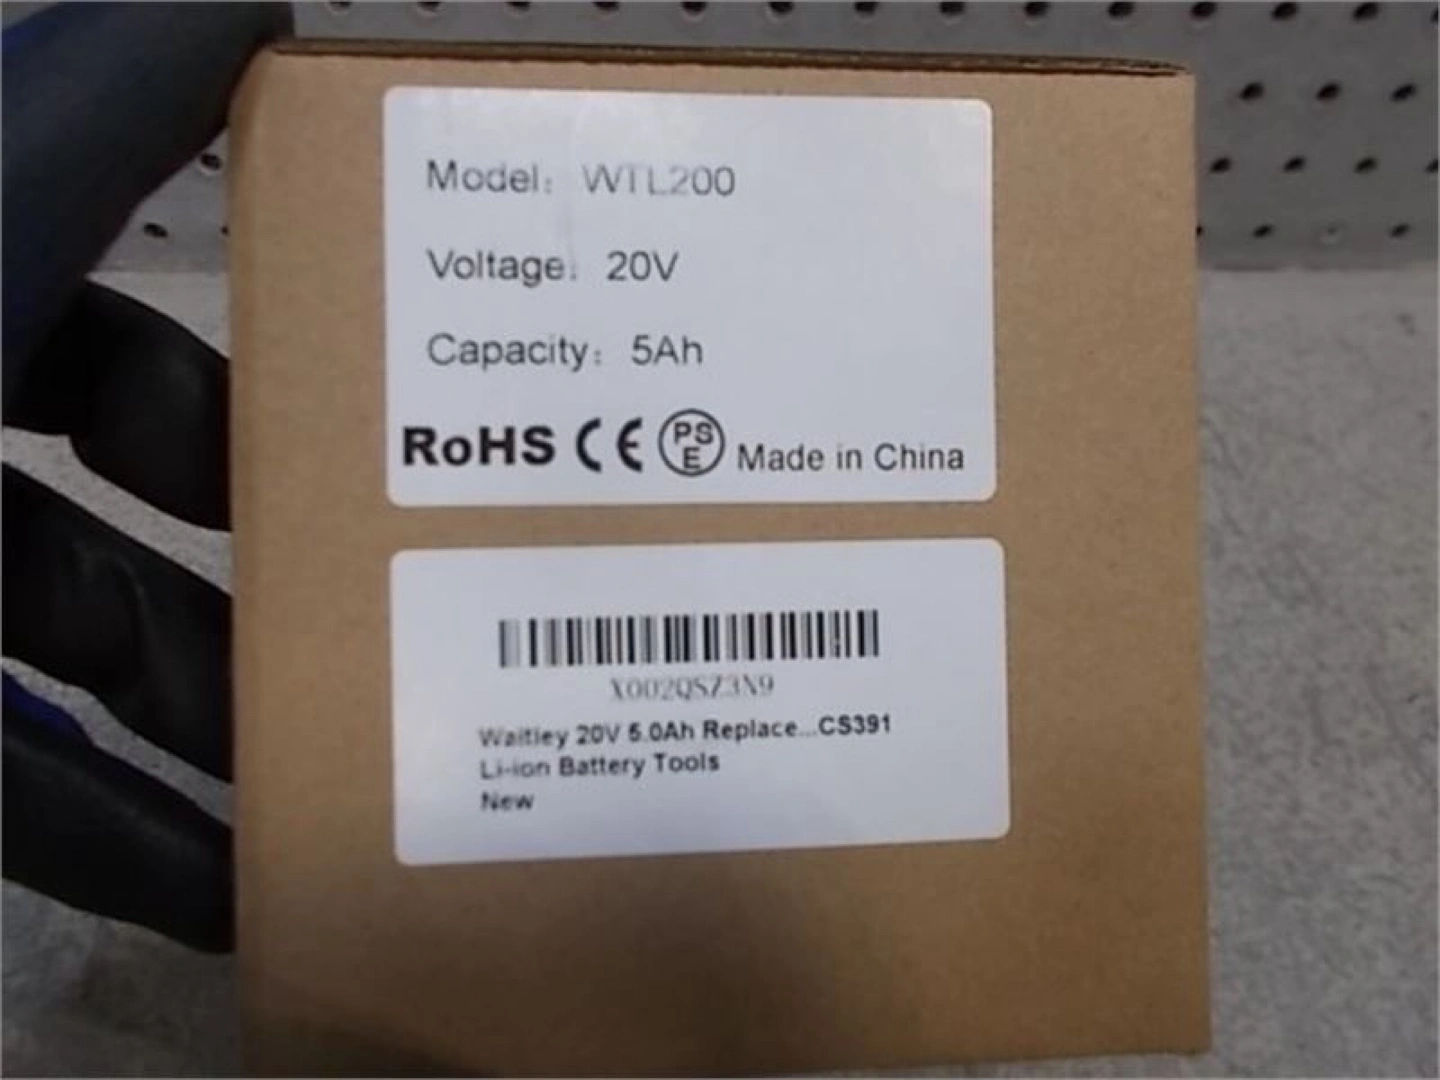 Model: WTL200
Voltage: 20V
Capacity: 5Ah
RoHS CE PSE Made in China
X002QSZ3N9
Waitley 20V 5.0Ah Replace...CS391
Li-ion Battery Tools
New